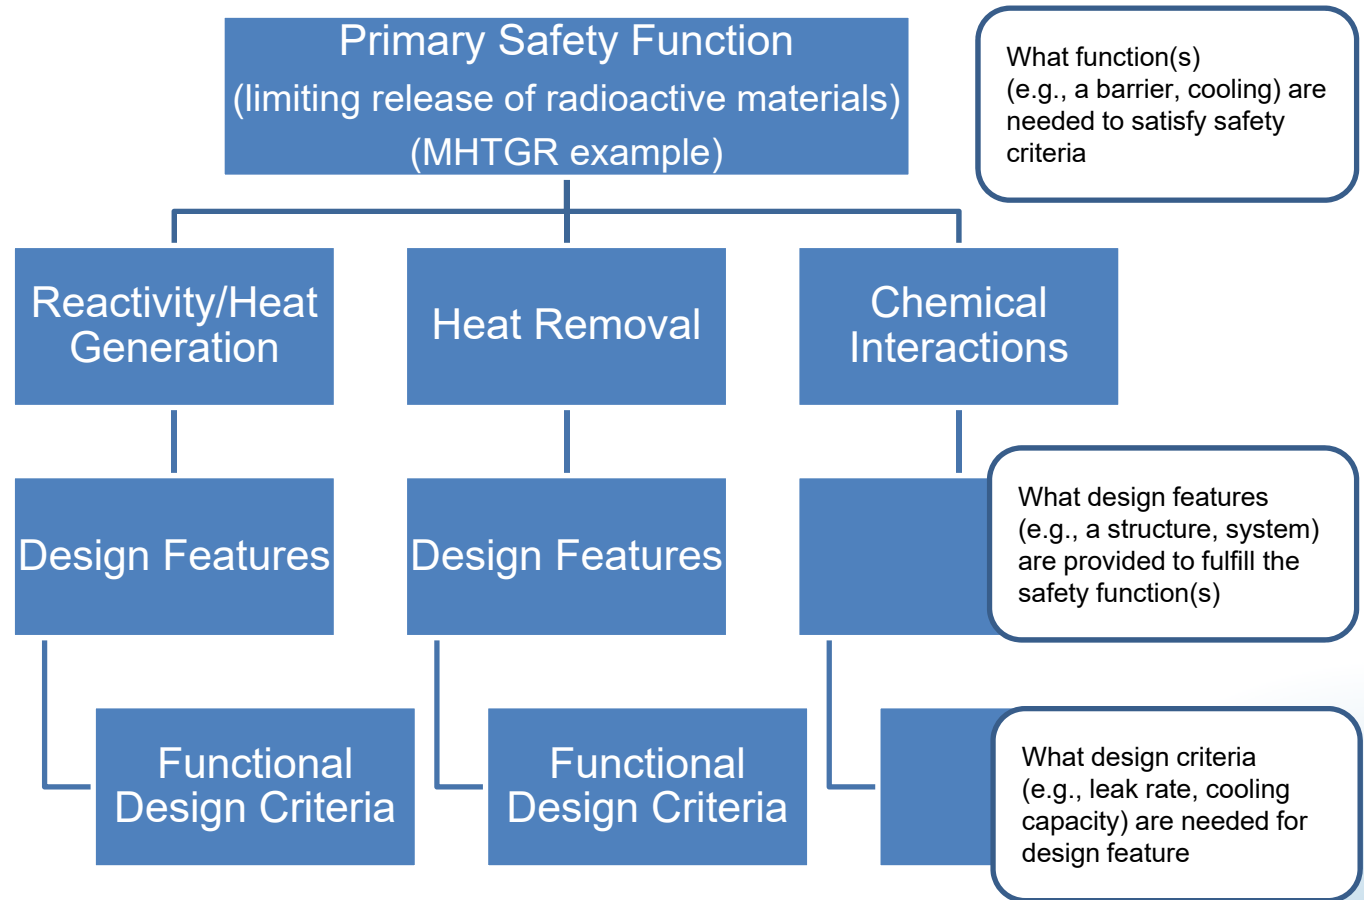 Primary Safety Function
(limiting release of radioactive materials)
(MHTGR example)
What function(s)
(e.g., a barrier, cooling) are
needed to satisfy safety
criteria
Reactivity/Heat
Generation
Heat Removal
Chemical
Interactions
Design Features
Design Features
What design features
(e.g., a structure, system)
are provided to fulfill the
safety function(s)
Functional
Design Criteria
Functional
Design Criteria
What design criteria
(e.g., leak rate, cooling
capacity) are needed for
design feature